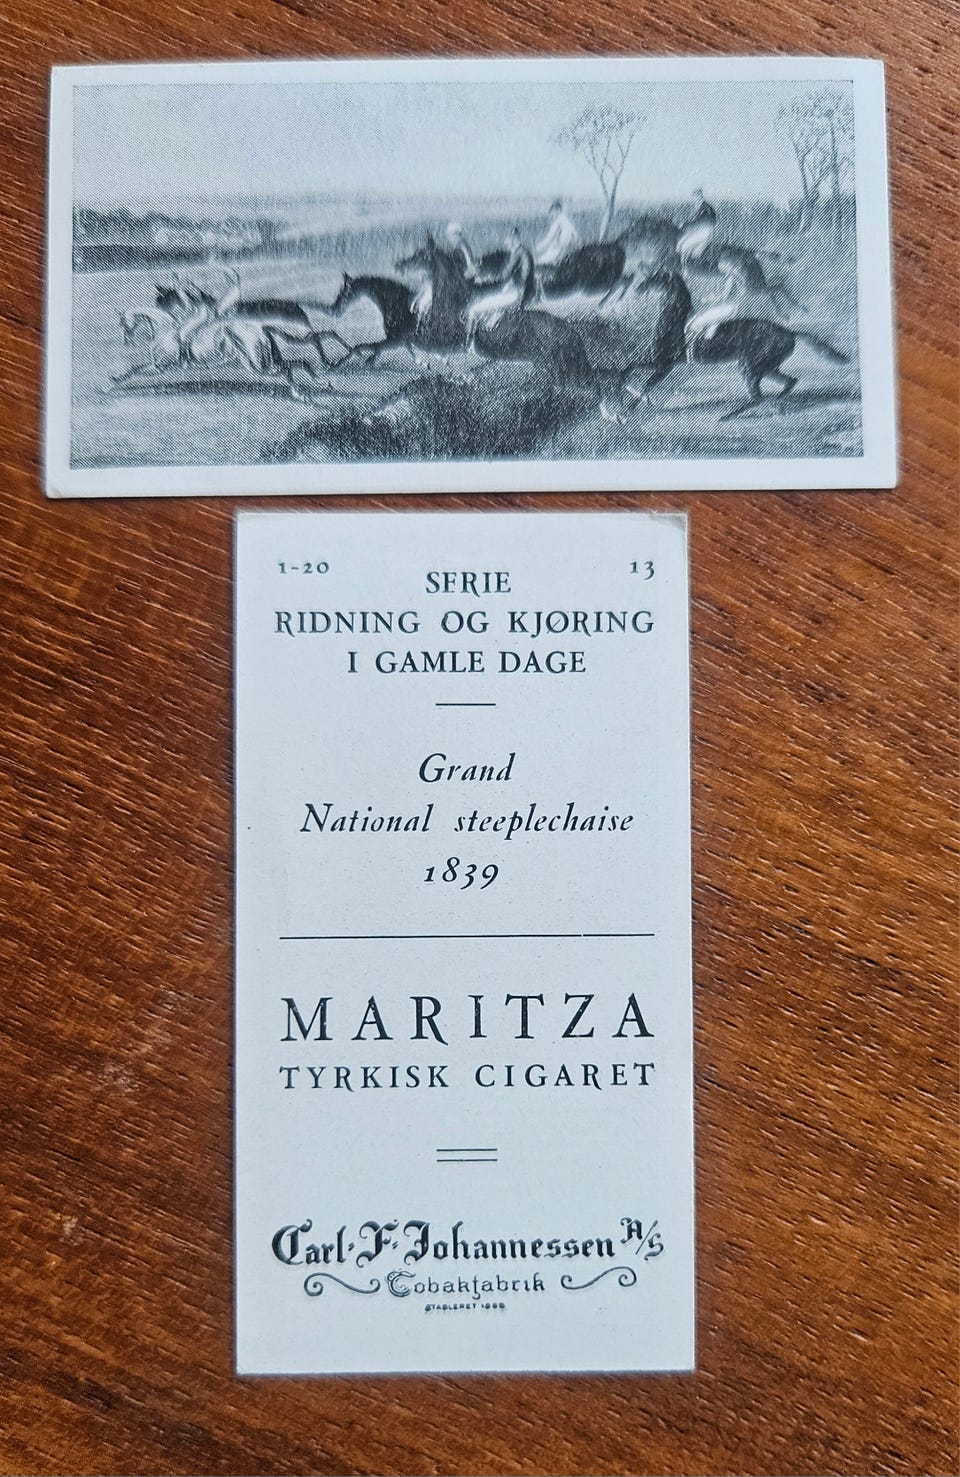 1-20
13
SERIE
RIDNING OG KJØRING
I GAMLE DAGE
Grand
National steeplechaise
1839
MARITZA
TYRKISK CIGARET
Carl·F·Johannessen A/S
Tobakfabrik
ETABLERET